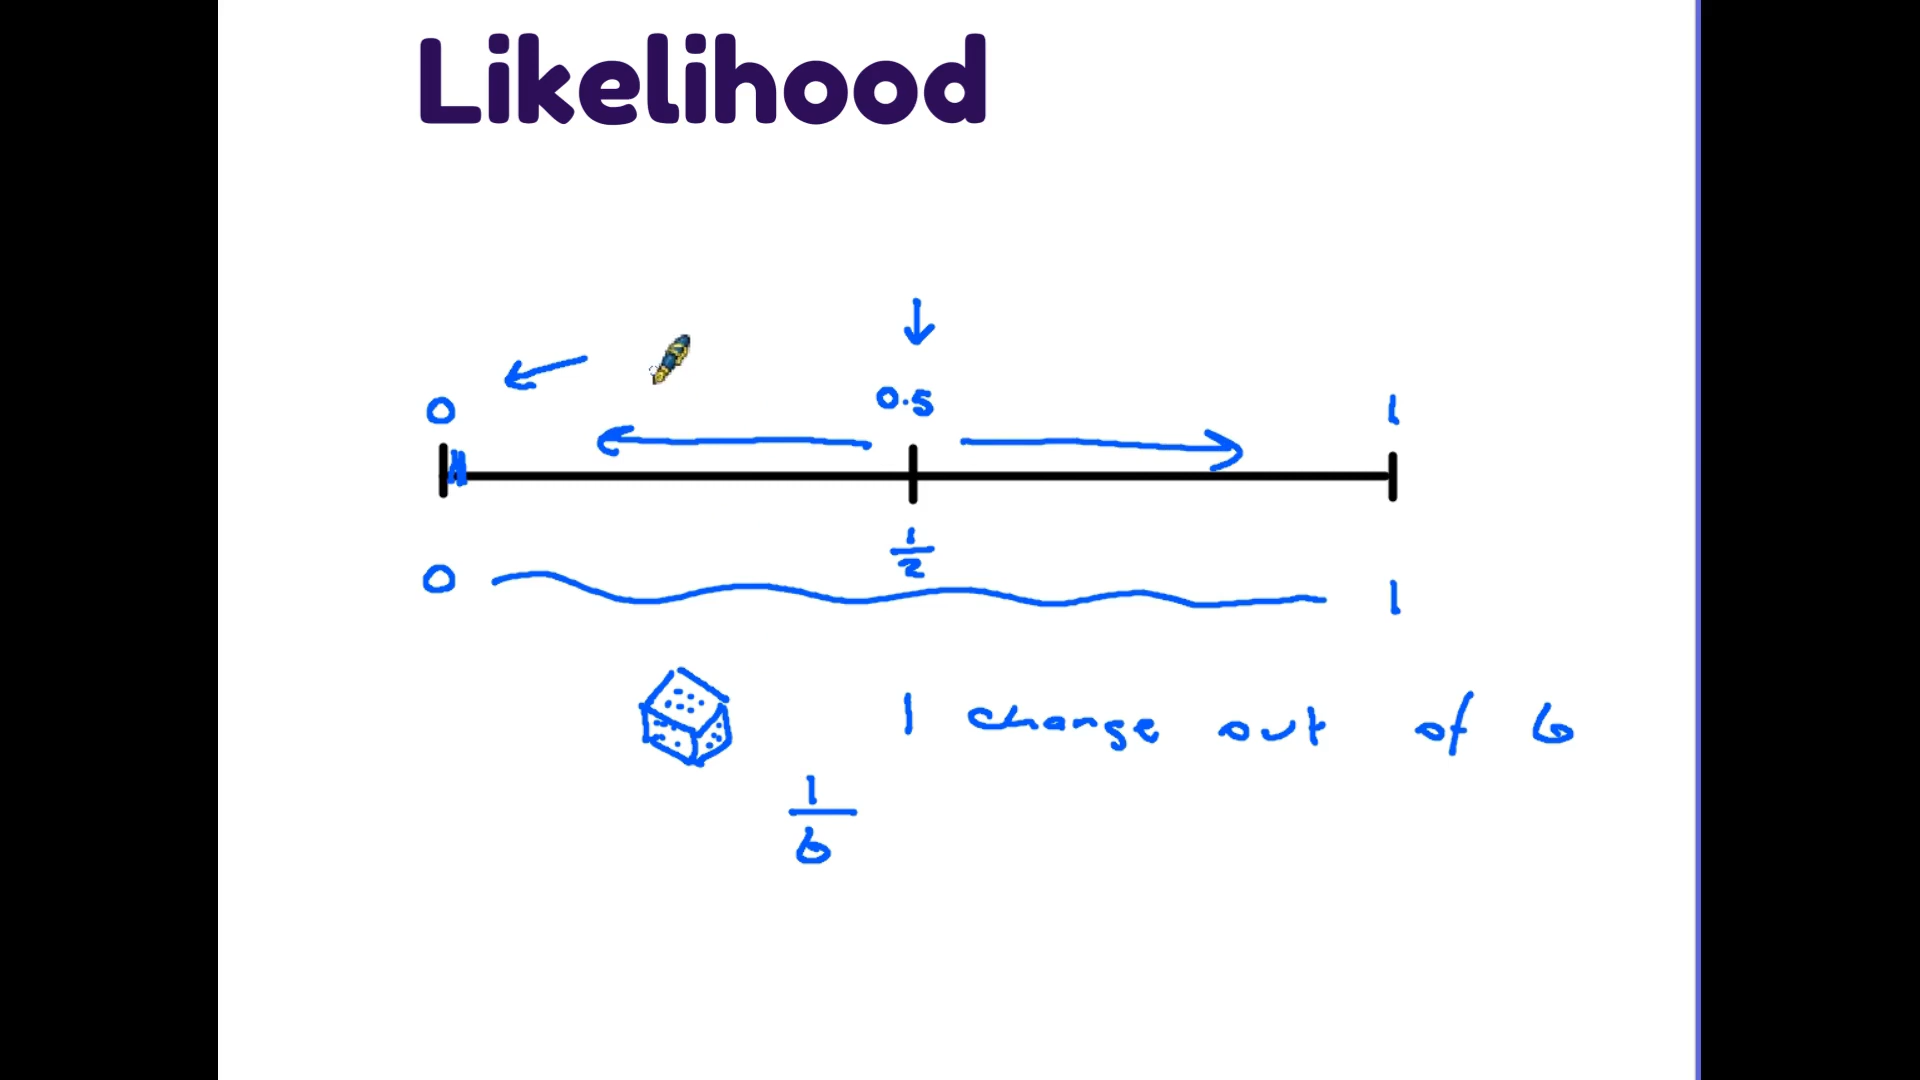 Likelihood
0 0.5 1
0 1/2 1
1 change out of 6
1/6